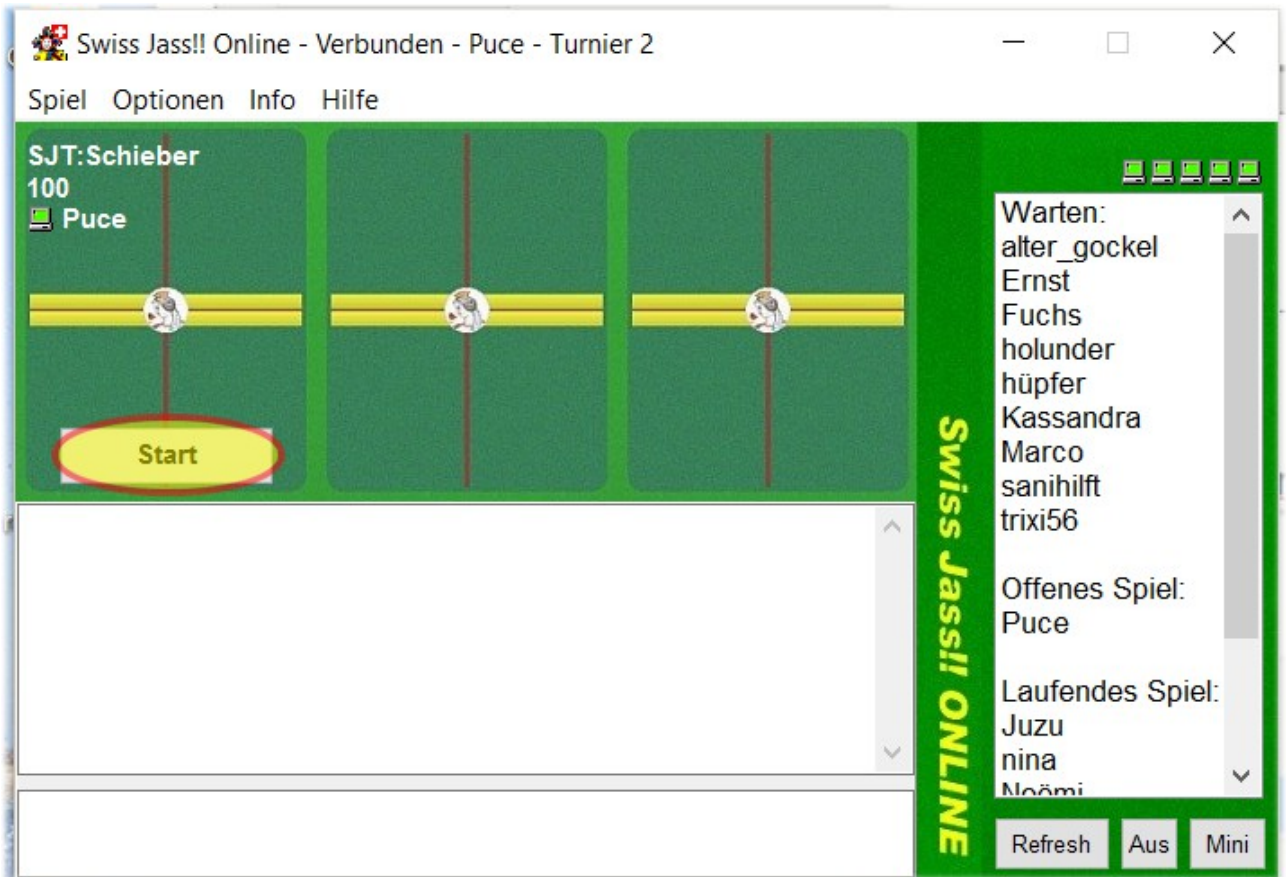 Swiss Jass!! Online - Verbunden - Puce - Turnier 2
Spiel Optionen Info Hilfe
SJT:Schieber
100
Puce
Start
Swiss Jass!! ONLINE
Warten:
alter_gockel
Ernst
Fuchs
holunder
hüpfer
Kassandra
Marco
sanihilft
trixi56
Offenes Spiel:
Puce
Laufendes Spiel:
Juzu
nina
Noömi
Refresh Aus Mini